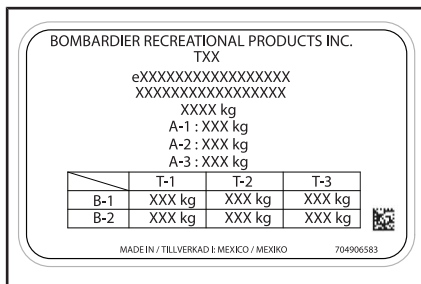 BOMBARDIER RECREATIONAL PRODUCTS INC.
TXX
eXXXXXXXXXXXXXXXXX
XXXXXXXXXXXXXXXXX
XXXX kg
A-1 : XXX kg
A-2 : XXX kg
A-3 : XXX kg
T-1 T-2 T-3
B-1 XXX kg XXX kg XXX kg
B-2 XXX kg XXX kg XXX kg
MADE IN / TILLVERKAD I: MEXICO / MEXIKO 704906583